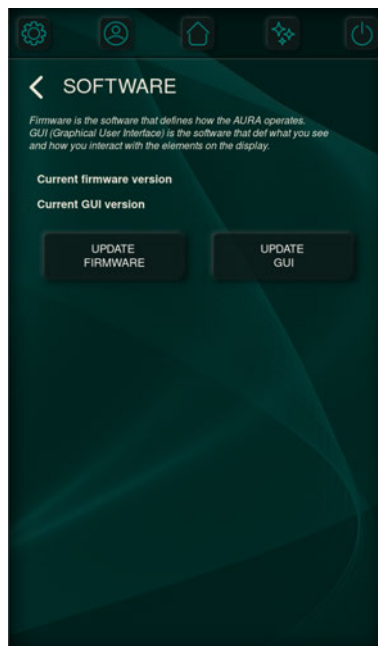 SOFTWARE
Firmware is the software that defines how the AURA operates.
GUI (Graphical User Interface) is the software that def what you see
and how you interact with the elements on the display.
Current firmware version
Current GUI version
UPDATE
FIRMWARE
UPDATE
GUI